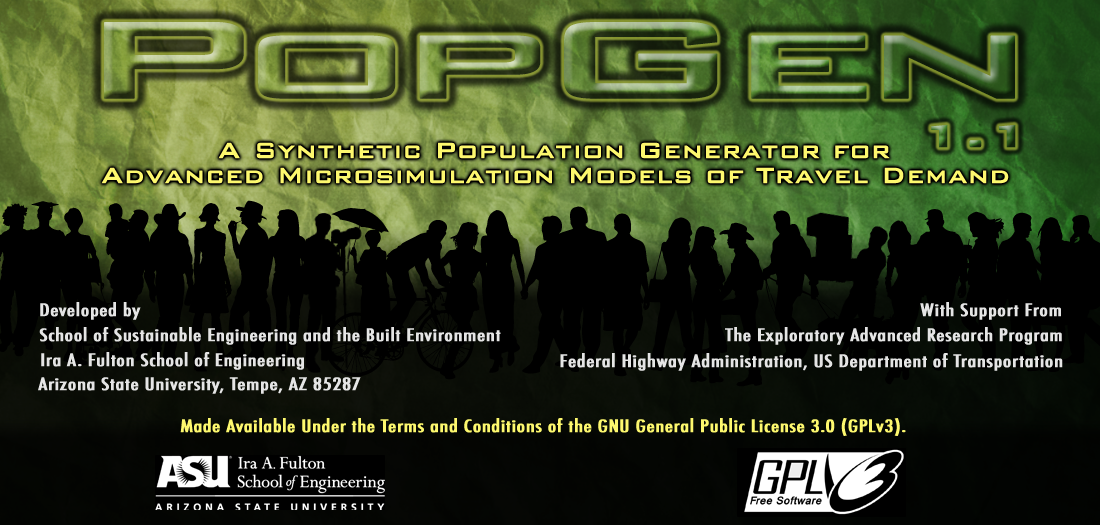 PopGen
1.1
A Synthetic Population Generator for
Advanced Microsimulation Models of Travel Demand
Developed by
School of Sustainable Engineering and the Built Environment
Ira A. Fulton School of Engineering
Arizona State University, Tempe, AZ 85287
With Support From
The Exploratory Advanced Research Program
Federal Highway Administration, US Department of Transportation
Made Available Under the Terms and Conditions of the GNU General Public License 3.0 (GPLv3).
ASU Ira A. Fulton
School of Engineering
ARIZONA STATE UNIVERSITY
GPL 3
Free Software